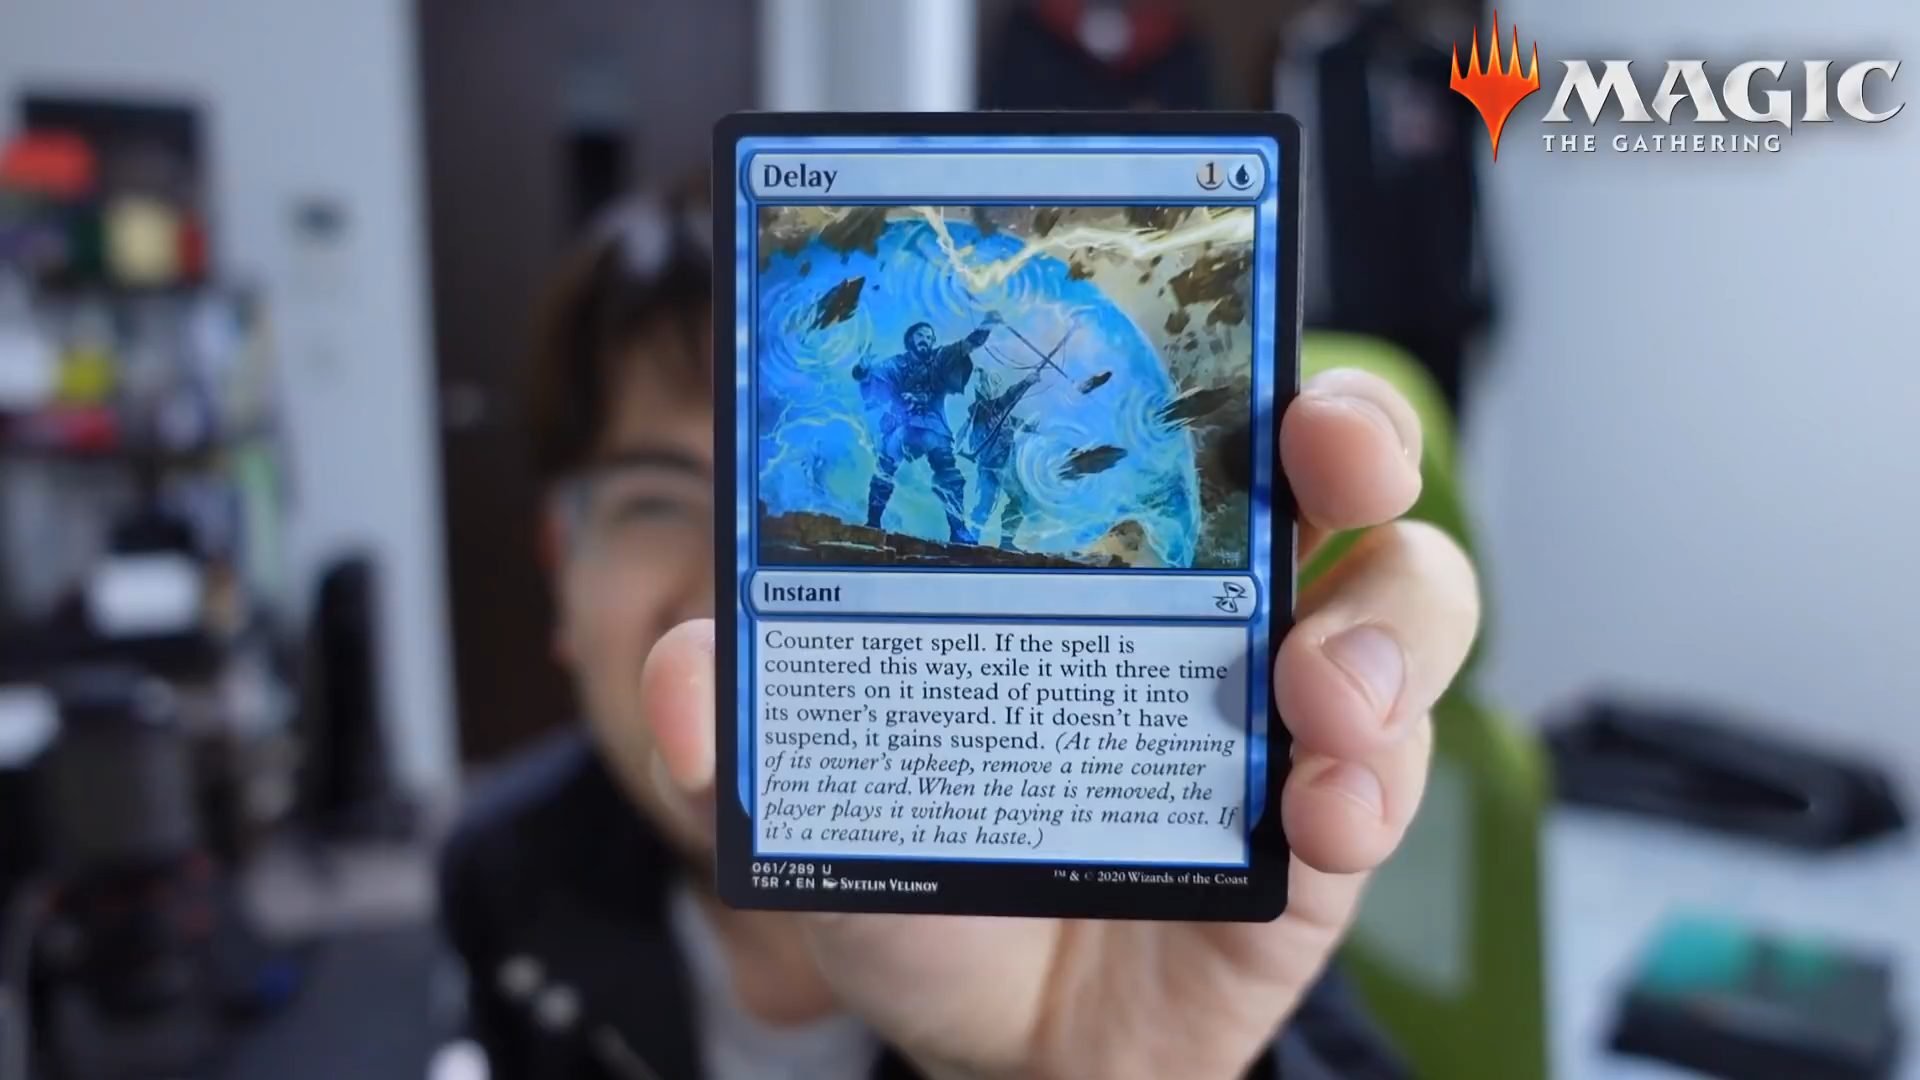 MAGIC
THE GATHERING
Delay
1
Instant
Counter target spell. If the spell is
countered this way, exile it with three time
counters on it instead of putting it into
its owner's graveyard. If it doesn't have
suspend, it gains suspend. (At the beginning
of its owner's upkeep, remove a time counter
from that card. When the last is removed, the
player plays it without paying its mana cost. If
it's a creature, it has haste.)
061/289 U
TSR • EN SVETLIN VELINOV
™ & © 2020 Wizards of the Coast